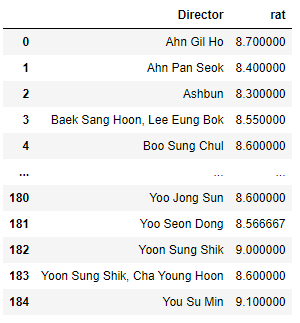 Director rat
0 Ahn Gil Ho 8.700000
1 Ahn Pan Seok 8.400000
2 Ashbun 8.300000
3 Baek Sang Hoon, Lee Eung Bok 8.550000
4 Boo Sung Chul 8.600000
... ... ...
180 Yoo Jong Sun 8.600000
181 Yoo Seon Dong 8.566667
182 Yoon Sung Shik 9.000000
183 Yoon Sung Shik, Cha Young Hoon 8.600000
184 You Su Min 9.100000